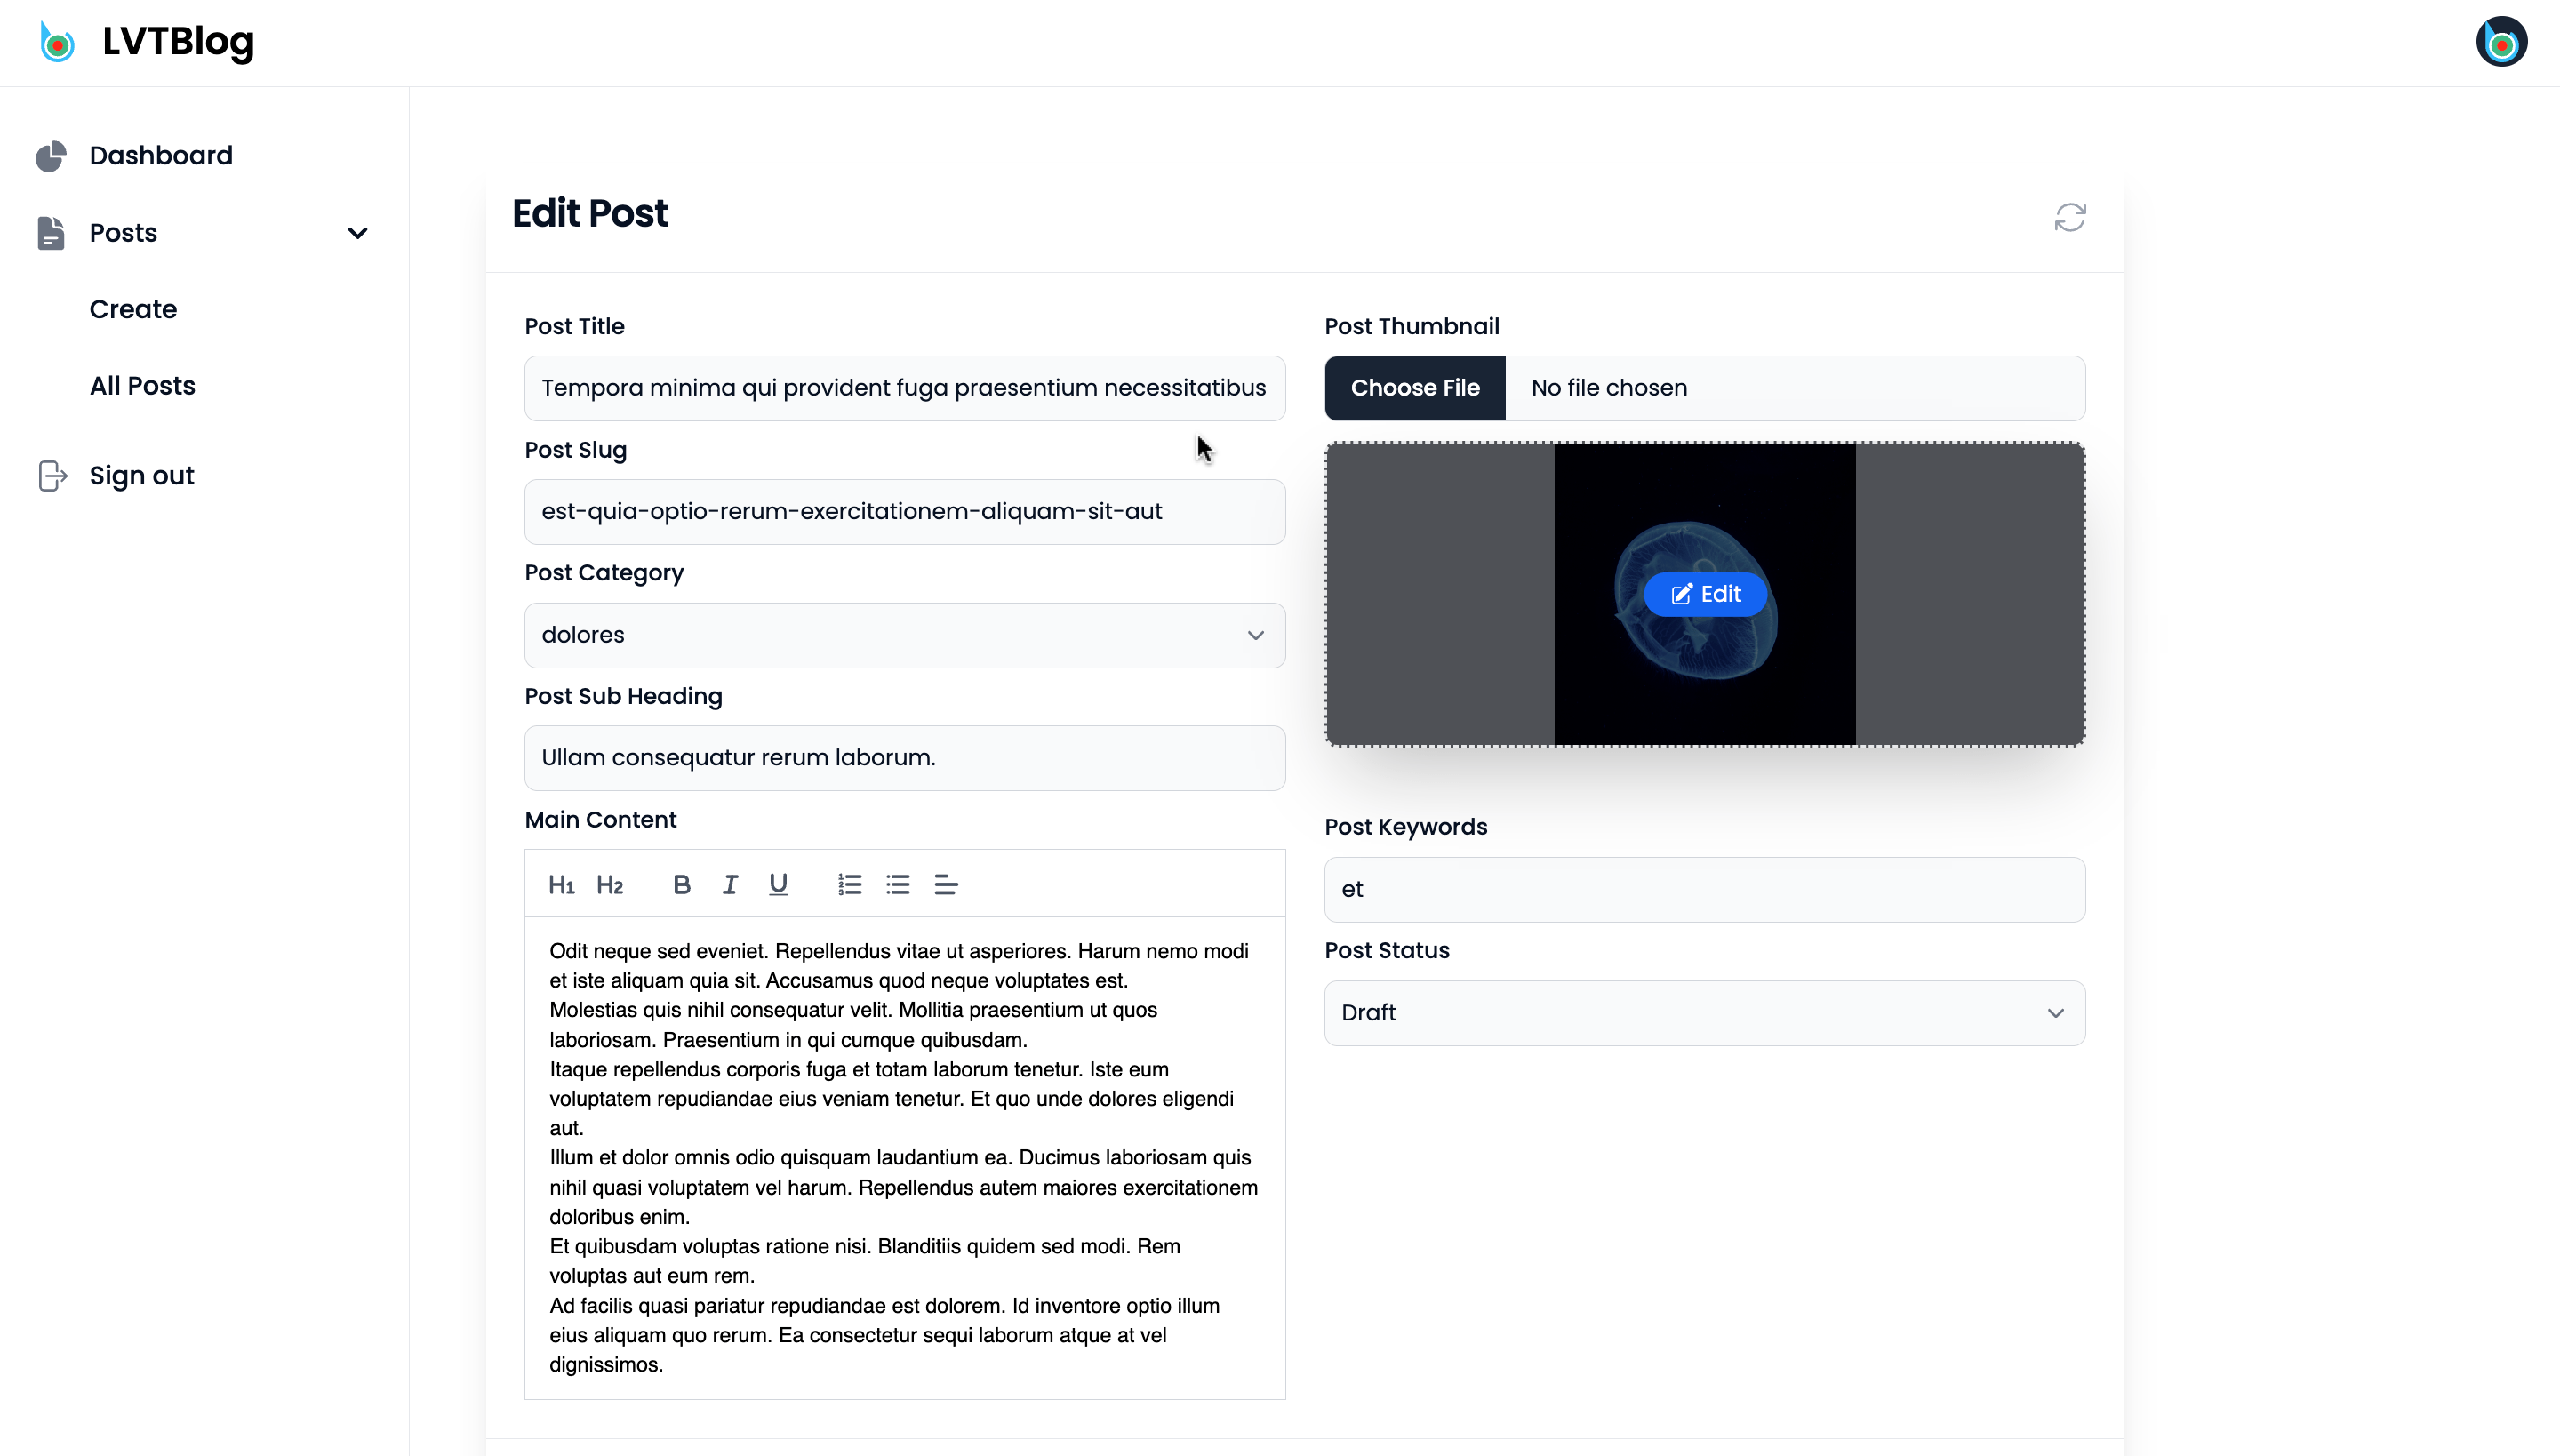 LVTBlog
Dashboard
Posts
Create
All Posts
Sign out
Edit Post
Post Title
Tempora minima qui provident fuga praesentium necessitatibus
Post Slug
est-quia-optio-rerum-exercitationem-aliquam-sit-aut
Post Category
dolores
Post Sub Heading
Ullam consequatur rerum laborum.
Main Content
H1 H2 B I U
Odit neque sed eveniet. Repellendus vitae ut asperiores. Harum nemo modi
et iste aliquam quia sit. Accusamus quod neque voluptates est.
Molestias quis nihil consequatur velit. Mollitia praesentium ut quos
laboriosam. Praesentium in qui cumque quibusdam.
Itaque repellendus corporis fuga et totam laborum tenetur. Iste eum
voluptatem repudiandae eius veniam tenetur. Et quo unde dolores eligendi
aut.
Illum et dolor omnis odio quisquam laudantium ea. Ducimus laboriosam quis
nihil quasi voluptatem vel harum. Repellendus autem maiores exercitationem
doloribus enim.
Et quibusdam voluptas ratione nisi. Blanditiis quidem sed modi. Rem
voluptas aut eum rem.
Ad facilis quasi pariatur repudiandae est dolorem. Id inventore optio illum
eius aliquam quo rerum. Ea consectetur sequi laborum atque at vel
dignissimos.
Post Thumbnail
Choose File No file chosen
Edit
Post Keywords
et
Post Status
Draft